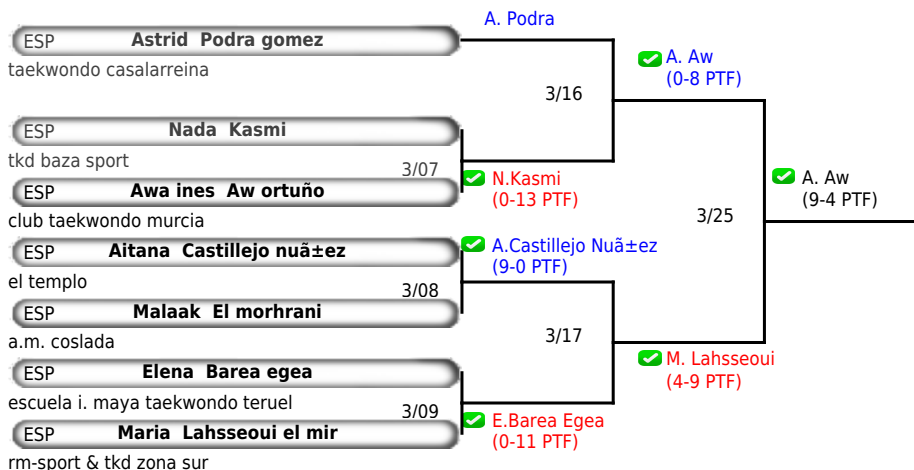 A. Podra
ESP Astrid Podra gomez
taekwondo casalarreina
A. Aw
(0-8 PTF)
3/16
ESP Nada Kasmi
tkd baza sport
3/07
N.Kasmi
(0-13 PTF)
A. Aw
(9-4 PTF)
ESP Awa ines Aw ortuño
club taekwondo murcia
3/25
ESP Aitana Castillejo nuã±ez
A.Castillejo Nuã±ez
(9-0 PTF)
el templo
3/08
ESP Malaak El morhrani
a.m. coslada
3/17
M. Lahsseoui
(4-9 PTF)
ESP Elena Barea egea
escuela i. maya taekwondo teruel
3/09
E.Barea Egea
(0-11 PTF)
ESP Maria Lahsseoui el mir
rm-sport & tkd zona sur